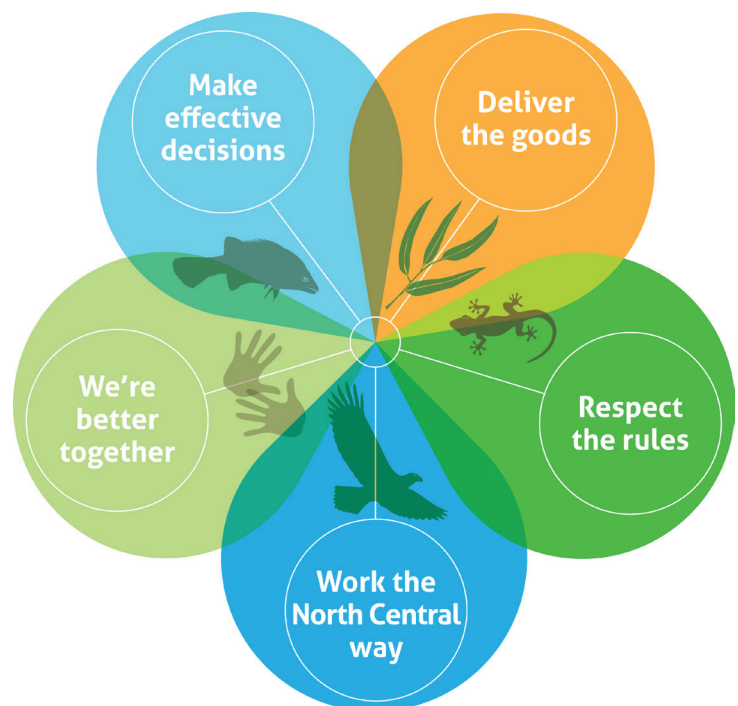 Make
effective
decisions
Deliver
the goods
We're
better
together
Respect
the rules
Work the
North Central
way